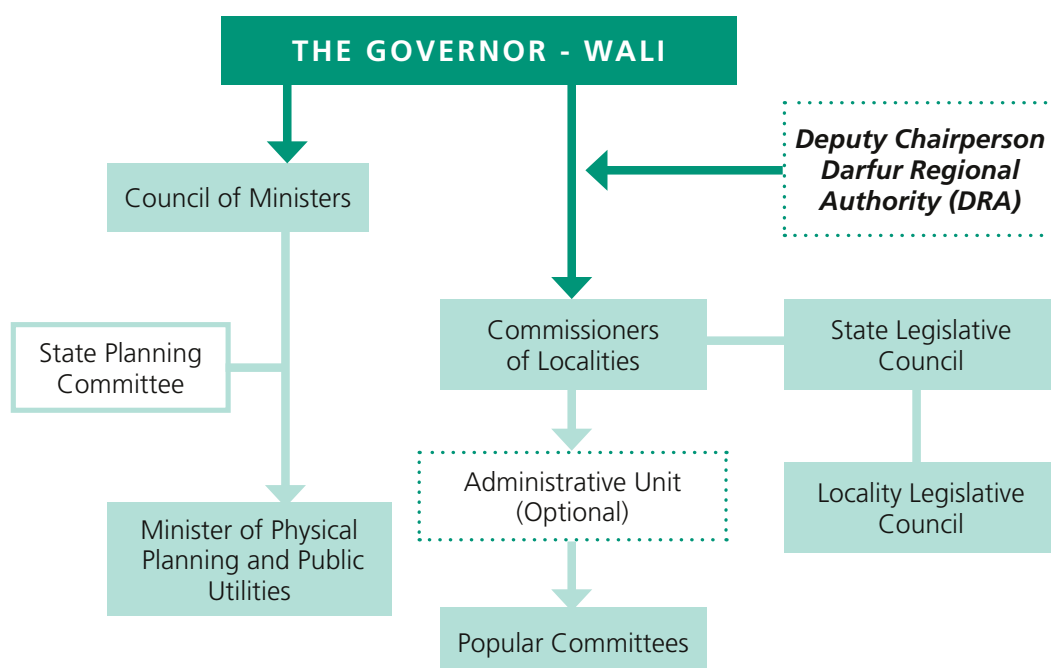 THE GOVERNOR - WALI
Deputy Chairperson
Darfur Regional
Authority (DRA)
Council of Ministers
State Planning
Committee
Commissioners
of Localities
State Legislative
Council
Administrative Unit
(Optional)
Locality Legislative
Council
Minister of Physical
Planning and Public
Utilities
Popular Committees